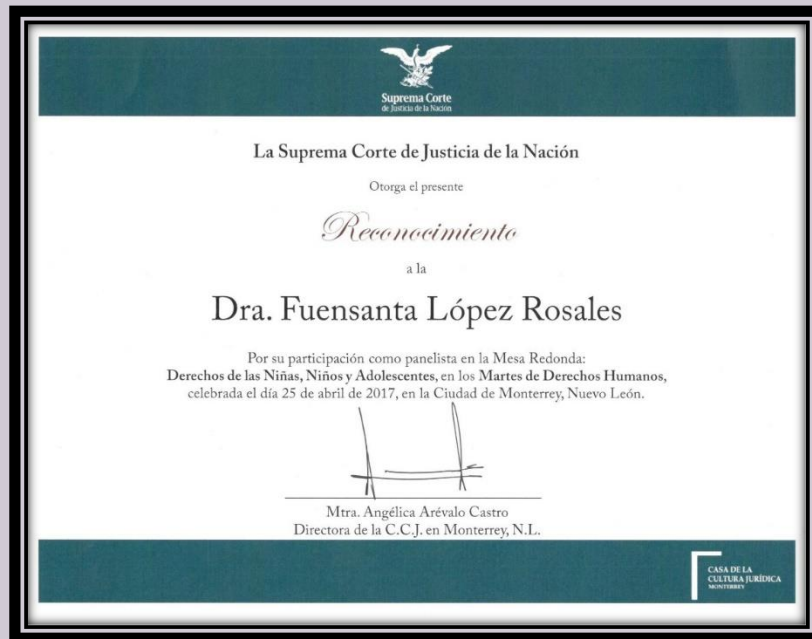 Suprema Corte
de Justicia de la Nación
La Suprema Corte de Justicia de la Nación
Otorga el presente
Reconocimiento
a la
Dra. Fuensanta López Rosales
Por su participación como panelista en la Mesa Redonda:
Derechos de las Niñas, Niños y Adolescentes, en los Martes de Derechos Humanos,
celebrada el día 25 de abril de 2017, en la Ciudad de Monterrey, Nuevo León.
Mtra. Angélica Arévalo Castro
Directora de la C.C.J. en Monterrey, N.L.
CASA DE LA
CULTURA JURÍDICA
MONTERREY